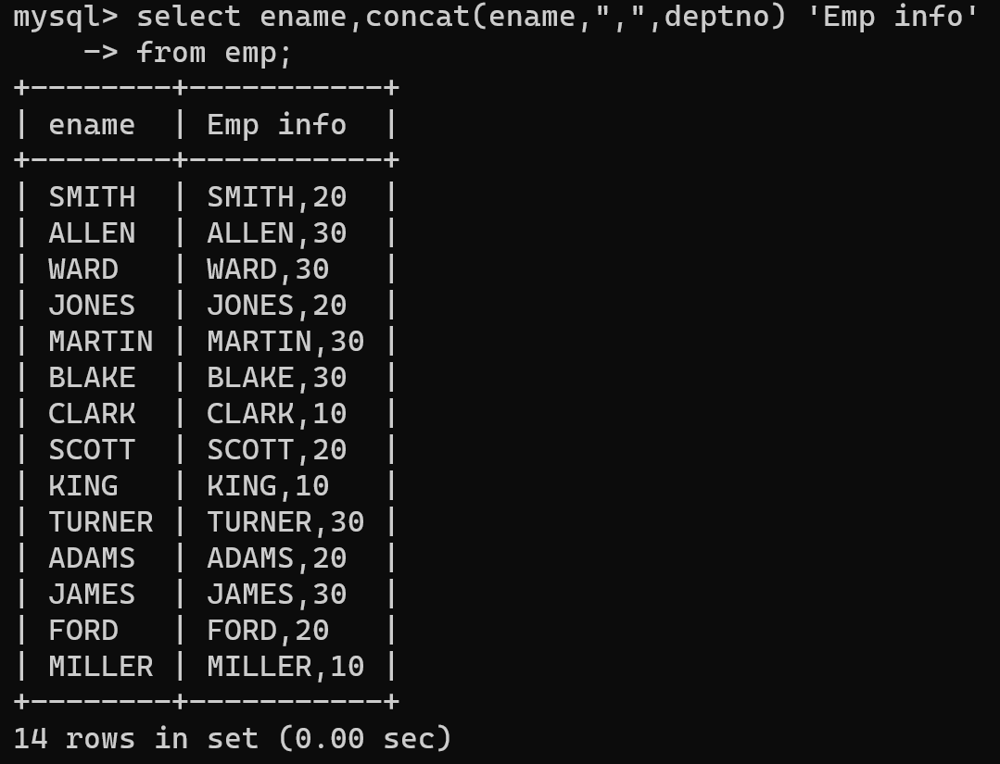 mysql> select ename,concat(ename,",",deptno) 'Emp info'
    -> from emp;
+--------+-----------+
| ename  | Emp info  |
+--------+-----------+
| SMITH  | SMITH,20  |
| ALLEN  | ALLEN,30  |
| WARD   | WARD,30   |
| JONES  | JONES,20  |
| MARTIN | MARTIN,30 |
| BLAKE  | BLAKE,30  |
| CLARK  | CLARK,10  |
| SCOTT  | SCOTT,20  |
| KING   | KING,10   |
| TURNER | TURNER,30 |
| ADAMS  | ADAMS,20  |
| JAMES  | JAMES,30  |
| FORD   | FORD,20   |
| MILLER | MILLER,10 |
+--------+-----------+
14 rows in set (0.00 sec)